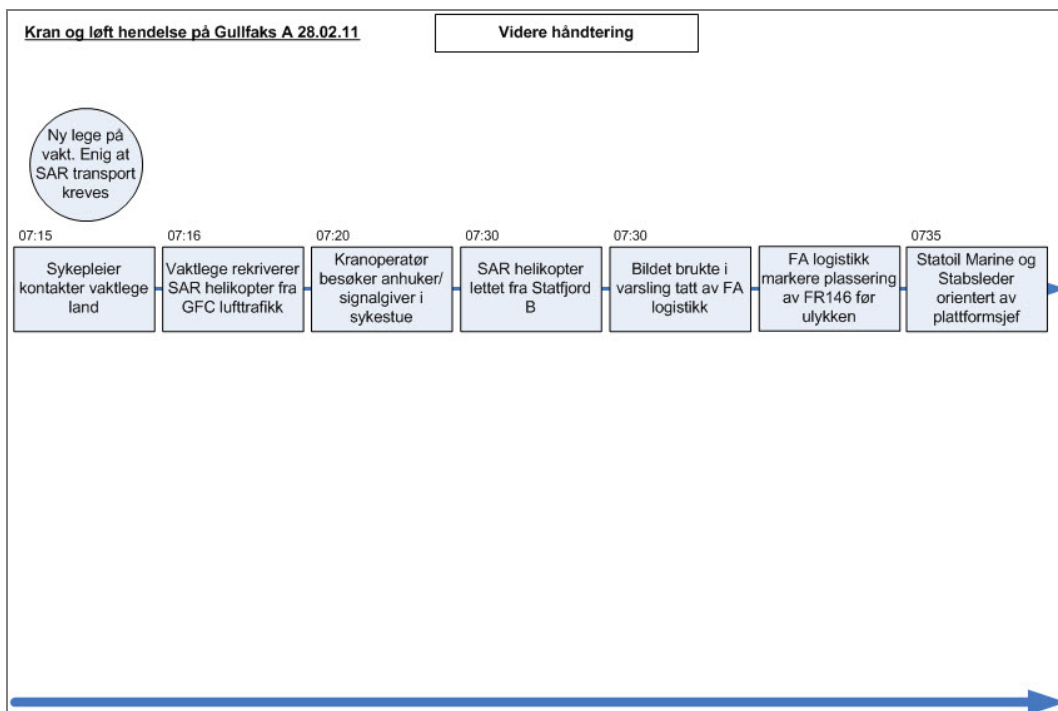 Kran og løft hendelse på Gullfaks A 28.02.11
Videre håndtering
Ny lege på
vakt. Enig at
SAR transport
kreves
07:15
Sykepleier
kontakter vaktlege
land
07:16
Vaktlege rekriverer
SAR helikopter fra
GFC lufttrafikk
07:20
Kranoperatør
besøker anhuker/
signalgiver i
sykestue
07:30
SAR helikopter
lettet fra Statfjord
B
07:30
Bildet brukte i
varsling tatt av FA
logistikk
FA logistikk
markere plassering
av FR146 før
ulykken
0735
Statoil Marine og
Stabsleder
orientert av
plattformsjef